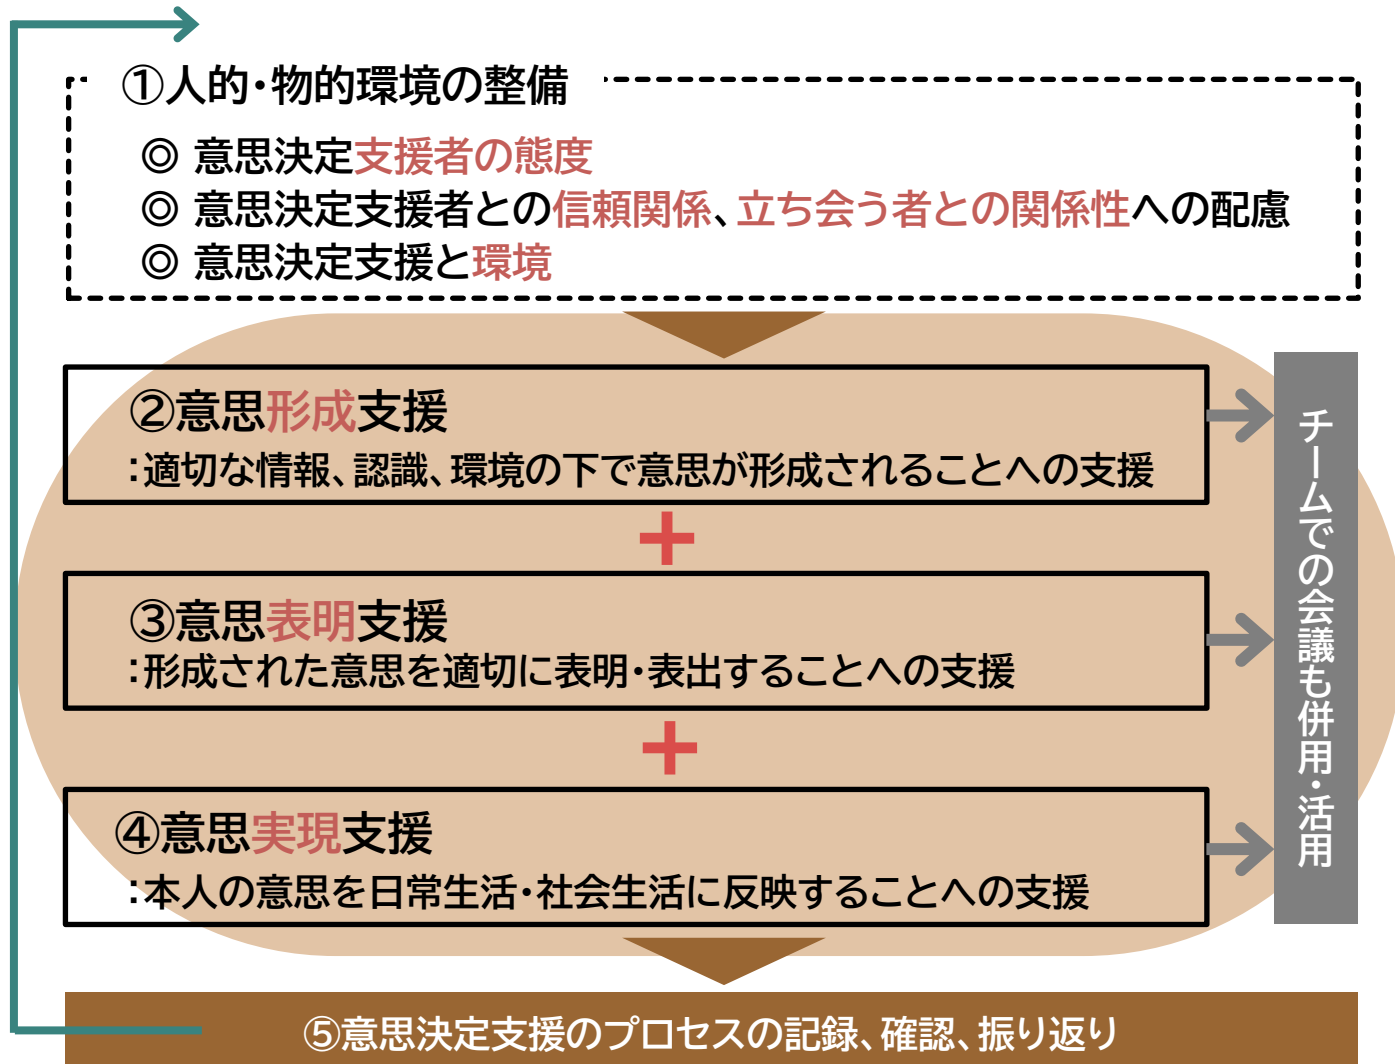 ①人的・物的環境の整備
◎ 意思決定支援者の態度
◎ 意思決定支援者との信頼関係、立ち会う者との関係性への配慮
◎ 意思決定支援と環境
②意思形成支援
：適切な情報、認識、環境の下で意思が形成されることへの支援
＋
③意思表明支援
：形成された意思を適切に表明・表出することへの支援
＋
④意思実現支援
：本人の意思を日常生活・社会生活に反映することへの支援
チームでの会議も併用・活用
⑤意思決定支援のプロセスの記録、確認、振り返り